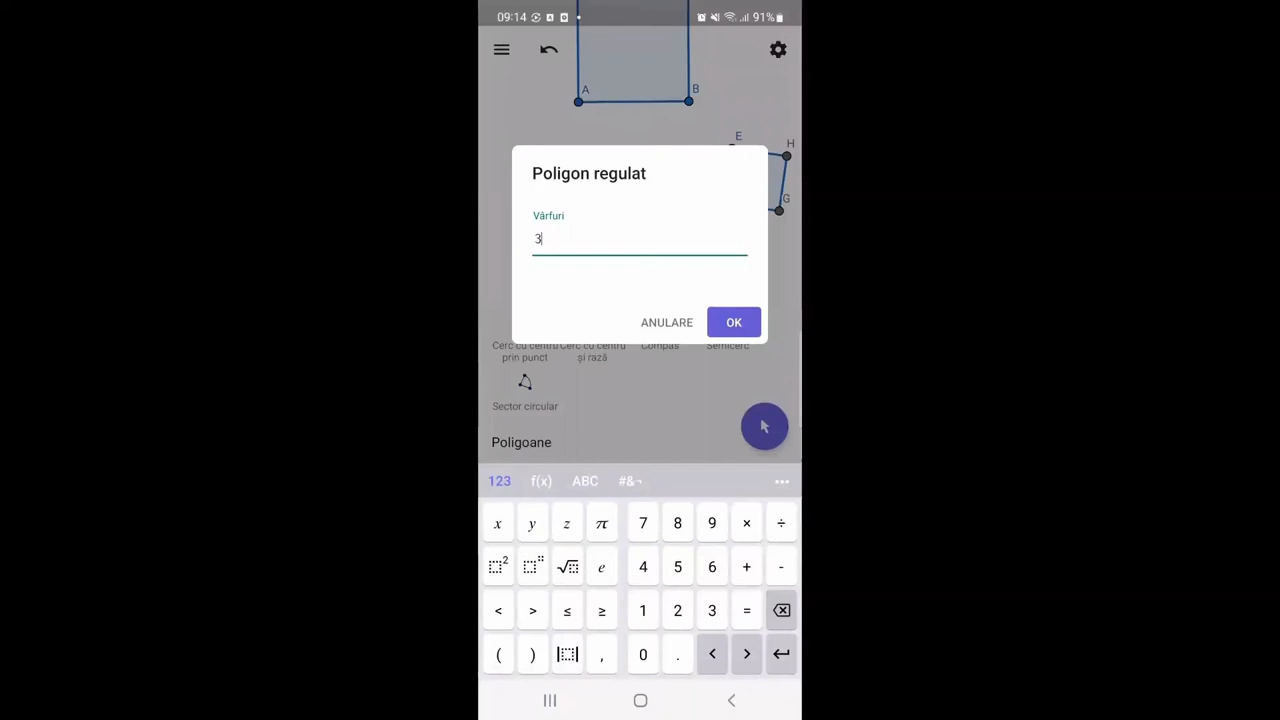 09:14 91%
A B
E
H
G
Poligon regulat
Vârfuri
3
ANULARE OK
Cerc cu centru Cerc cu centru Compas Semicerc
prin punct și rază
Sector circular
Poligoane
123 f(x) ABC #&¬ •••
x y z π 7 8 9 × ÷
2 √ e 4 5 6 + -
< > ≤ ≥ 1 2 3 =
( ) , 0 . < >